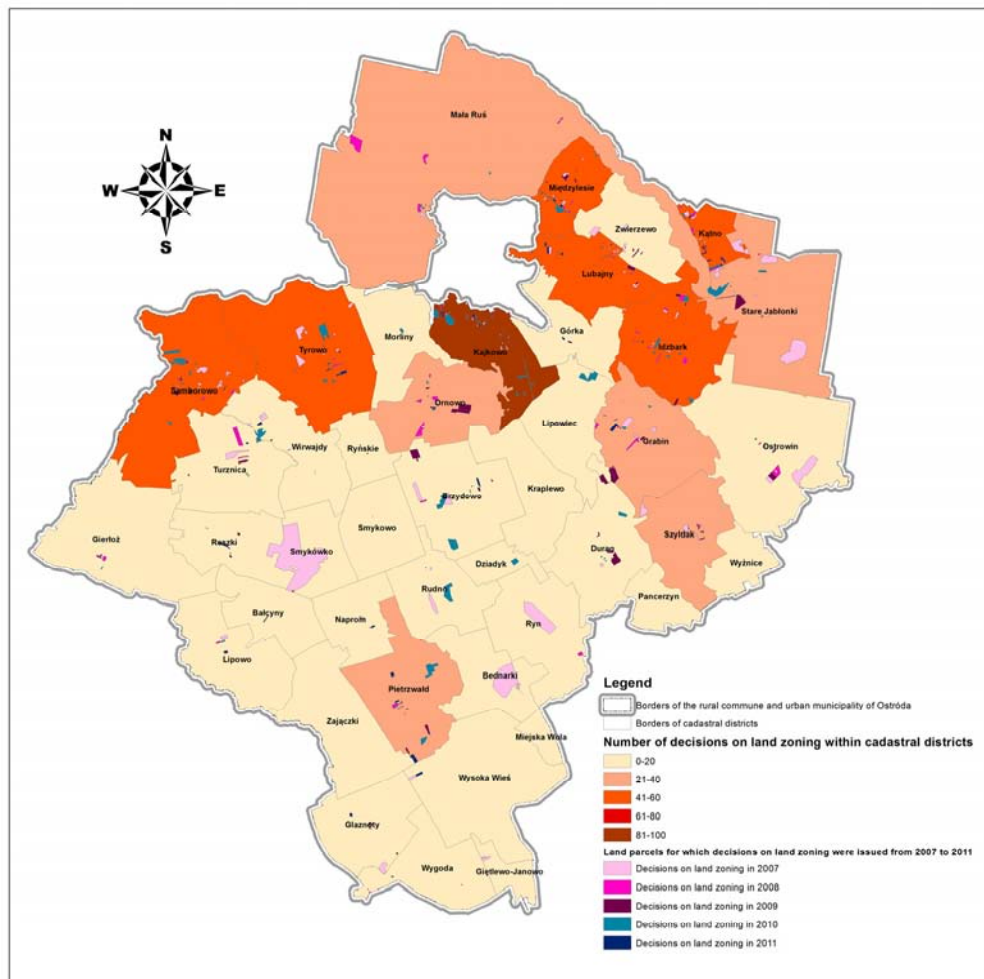 Mała Ruś
N
W E
S
Międzylesie
Zwierzewo
Kątno
Lubajny
Stare Jabłonki
Morliny
Górka
Tyrowo
Kajkowo
Idzbark
Samborowo
Ornowo
Lipowiec
Grabin
Ostrowin
Wirwajdy
Ryńskie
Turznica
Brzydowo
Kraplewo
Smykowo
Szyldak
Gierłoż
Reszki
Smykówko
Durąg
Dziadyk
Wyżnice
Rudno
Pancerzyn
Bałcyny
Naprom
Ryn
Lipowo
Bednarki
Pietrzwałd
Zajączki
Miejska Wola
Wysoka Wieś
Glaznoty
Wygoda
Giętlewo-Janowo
Legend
Borders of the rural commune and urban municipality of Ostróda
Borders of cadastral districts
Number of decisions on land zoning within cadastral districts
0-20
21-40
41-60
61-80
81-100
Land parcels for which decisions on land zoning were issued from 2007 to 2011
Decisions on land zoning in 2007
Decisions on land zoning in 2008
Decisions on land zoning in 2009
Decisions on land zoning in 2010
Decisions on land zoning in 2011